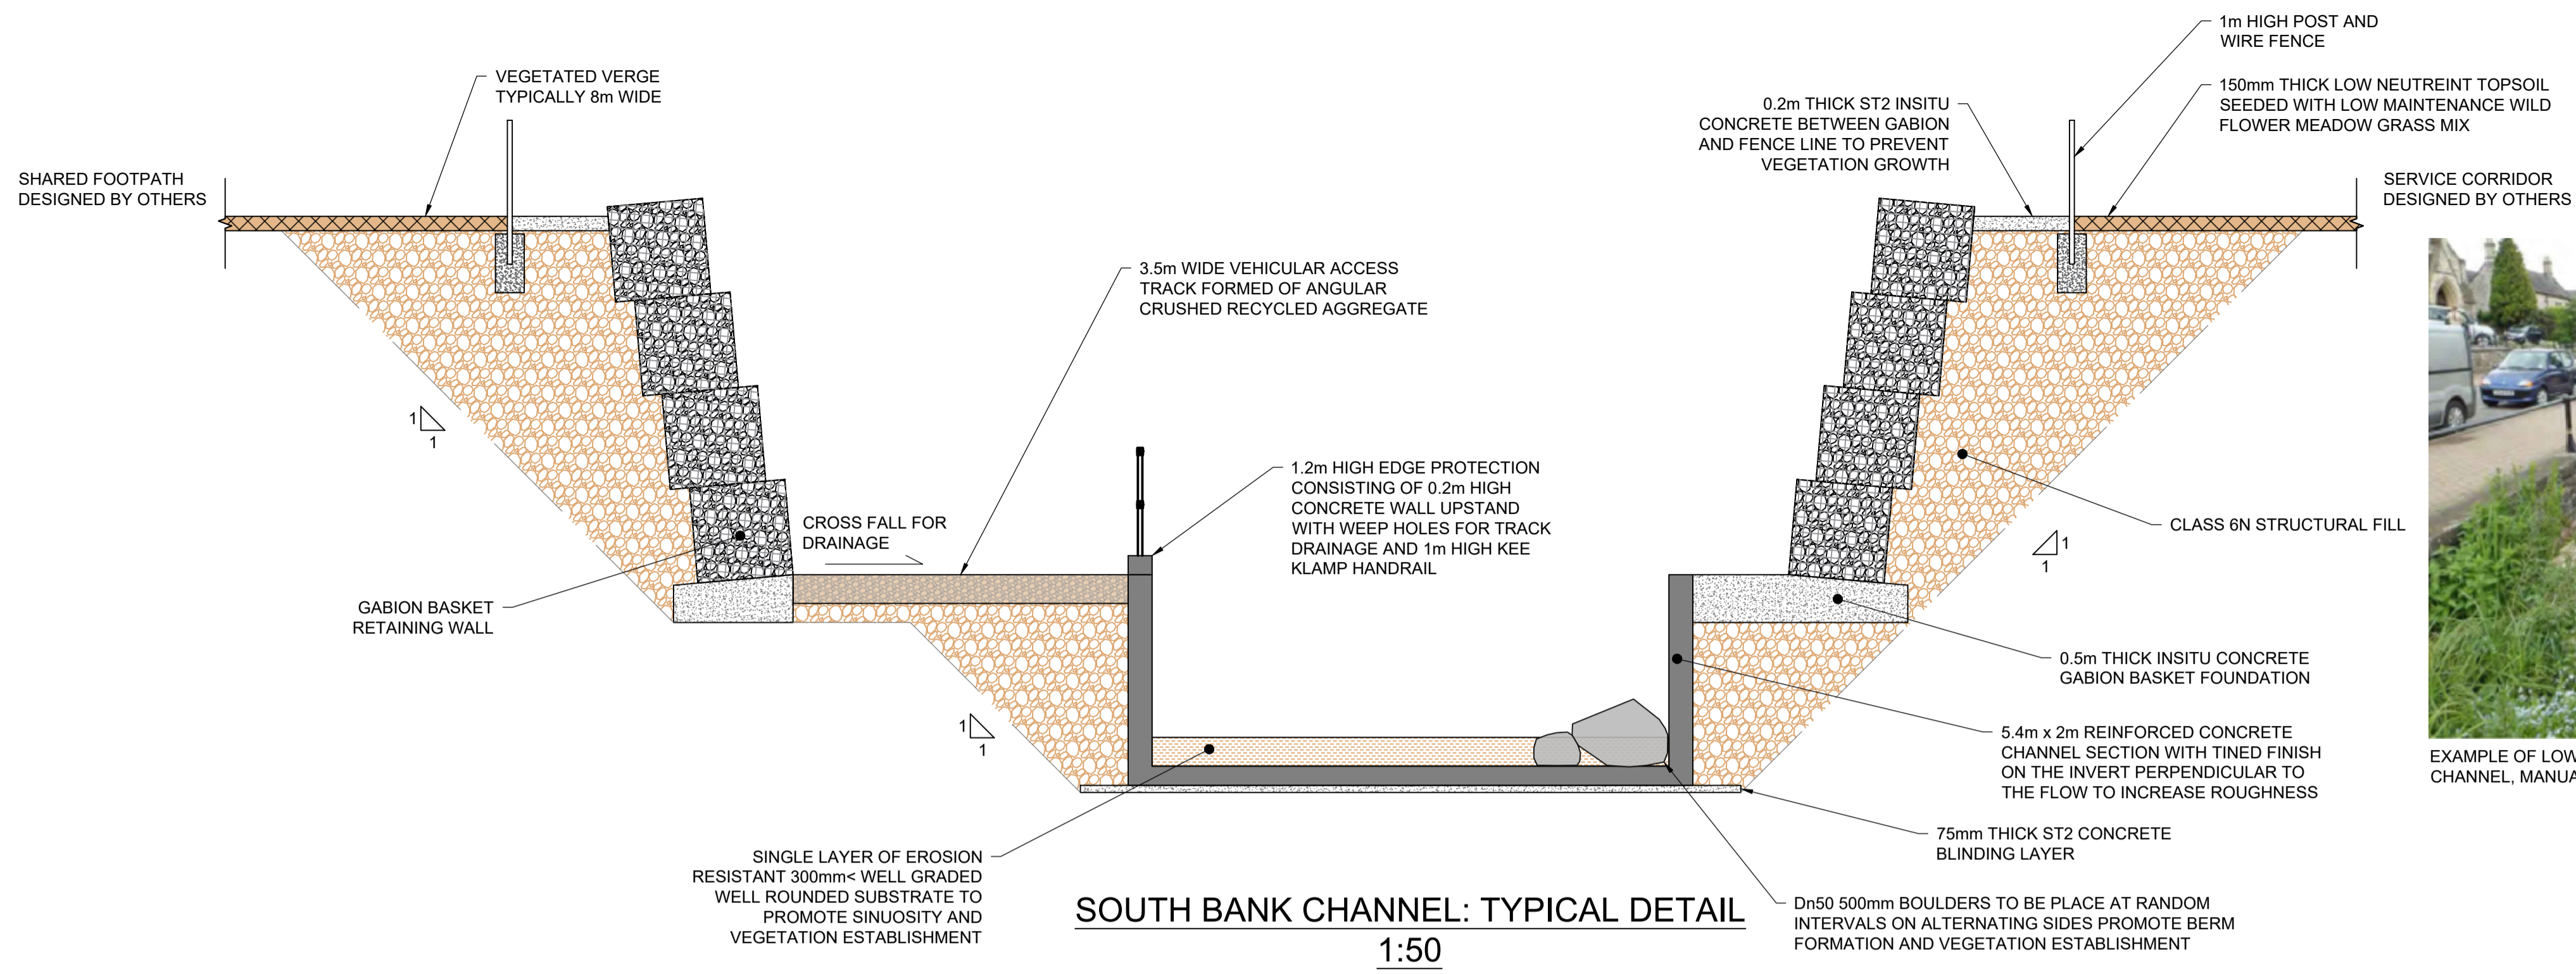 VEGETATED VERGE
TYPICALLY 8m WIDE
SHARED FOOTPATH
DESIGNED BY OTHERS
1m HIGH POST AND
WIRE FENCE
150mm THICK LOW NEUTREINT TOPSOIL
SEEDED WITH LOW MAINTENANCE WILD
FLOWER MEADOW GRASS MIX
0.2m THICK ST2 INSITU
CONCRETE BETWEEN GABION
AND FENCE LINE TO PREVENT
VEGETATION GROWTH
SERVICE CORRIDOR
DESIGNED BY OTHERS
3.5m WIDE VEHICULAR ACCESS
TRACK FORMED OF ANGULAR
CRUSHED RECYCLED AGGREGATE
1
1
1.2m HIGH EDGE PROTECTION
CONSISTING OF 0.2m HIGH
CONCRETE WALL UPSTAND
WITH WEEP HOLES FOR TRACK
DRAINAGE AND 1m HIGH KEE
KLAMP HANDRAIL
CROSS FALL FOR
DRAINAGE
CLASS 6N STRUCTURAL FILL
1
1
GABION BASKET
RETAINING WALL
0.5m THICK INSITU CONCRETE
GABION BASKET FOUNDATION
1
1
5.4m x 2m REINFORCED CONCRETE
CHANNEL SECTION WITH TINED FINISH
ON THE INVERT PERPENDICULAR TO
THE FLOW TO INCREASE ROUGHNESS
EXAMPLE OF LOW
CHANNEL, MANUA
75mm THICK ST2 CONCRETE
BLINDING LAYER
SINGLE LAYER OF EROSION
RESISTANT 300mm< WELL GRADED
WELL ROUNDED SUBSTRATE TO
PROMOTE SINUOSITY AND
VEGETATION ESTABLISHMENT
Dn50 500mm BOULDERS TO BE PLACE AT RANDOM
INTERVALS ON ALTERNATING SIDES PROMOTE BERM
FORMATION AND VEGETATION ESTABLISHMENT
SOUTH BANK CHANNEL: TYPICAL DETAIL
1:50